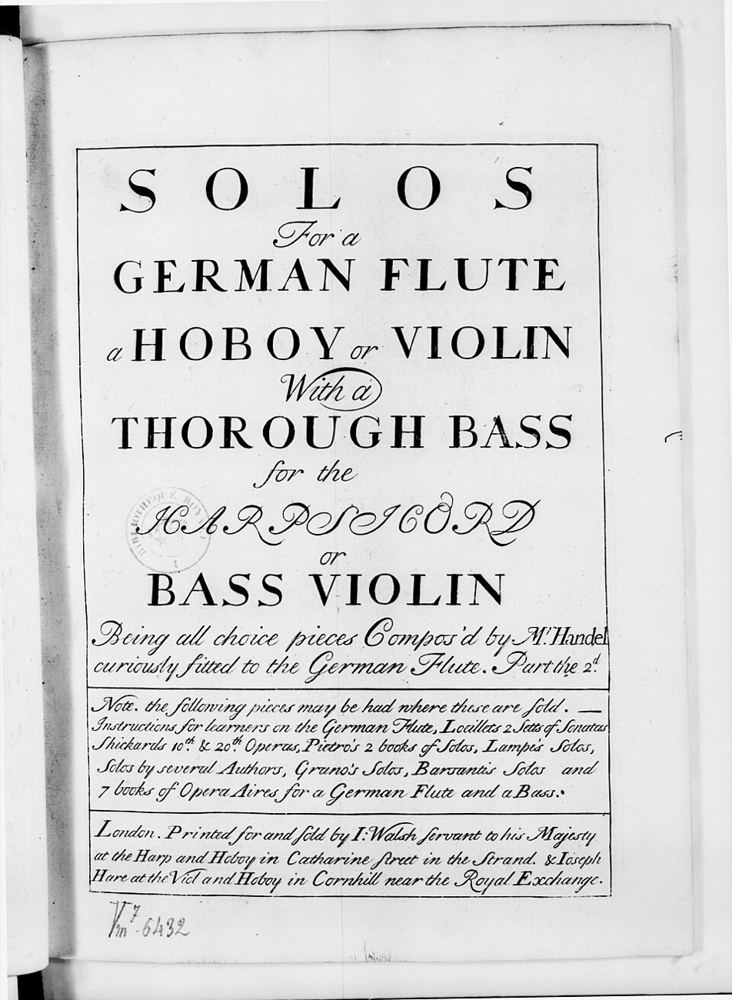 SOLOS
For a
GERMAN FLUTE
a HOBOY or VIOLIN
With a
THOROUGH BASS
for the
HARPSICORD
or
BASS VIOLIN
Being all choice pieces Compos'd by Mr. Handel
curiously fitted to the German Flute. Part the 2d.
Note. the following pieces may be had where these are sold.
Instructions for learners on the German Flute, Loeillets 2 Setts of Sonatas
Shickards 10th. & 20th Operas, Pietro's 2 books of Solos, Lampe's Solos,
Solos by several Authors, Grano's Solos, Barsantis Solos and
7 books of Opera Aires for a German Flute and a Bass.
London. Printed for and sold by I: Walsh servant to his Majesty
at the Harp and Hoboy in Catharine street in the Strand. & Ioseph
Hare at the Viol and Hoboy in Cornhill near the Royal Exchange.
Vm7 6432